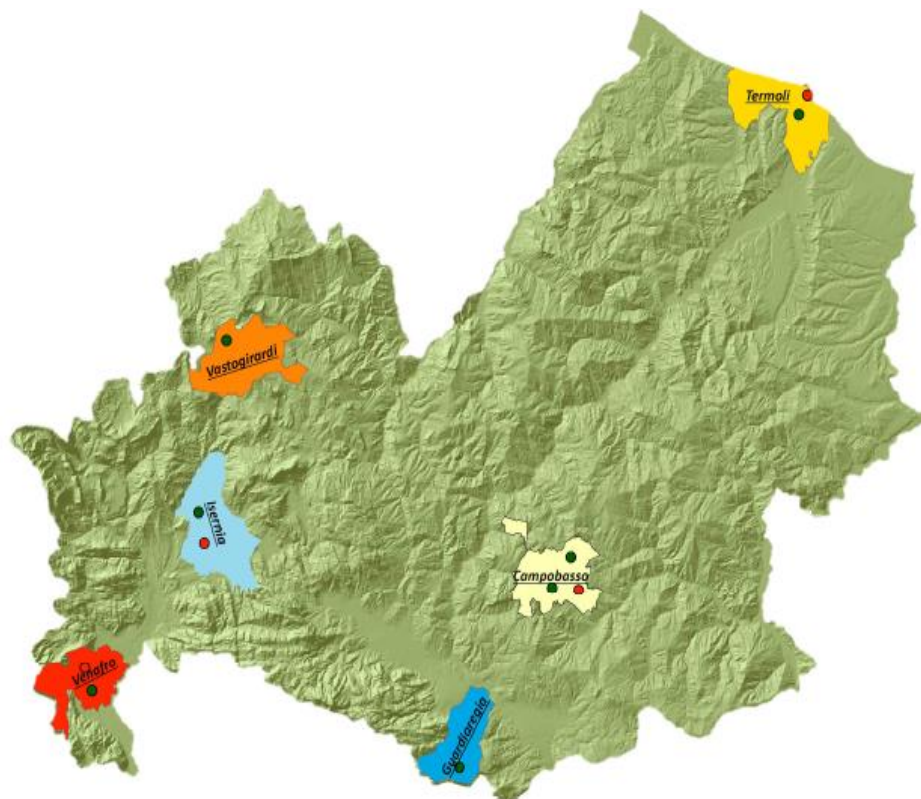 Termoli
Vastogirardi
Isernia
Campobasso
Venafro
Guardiaregia